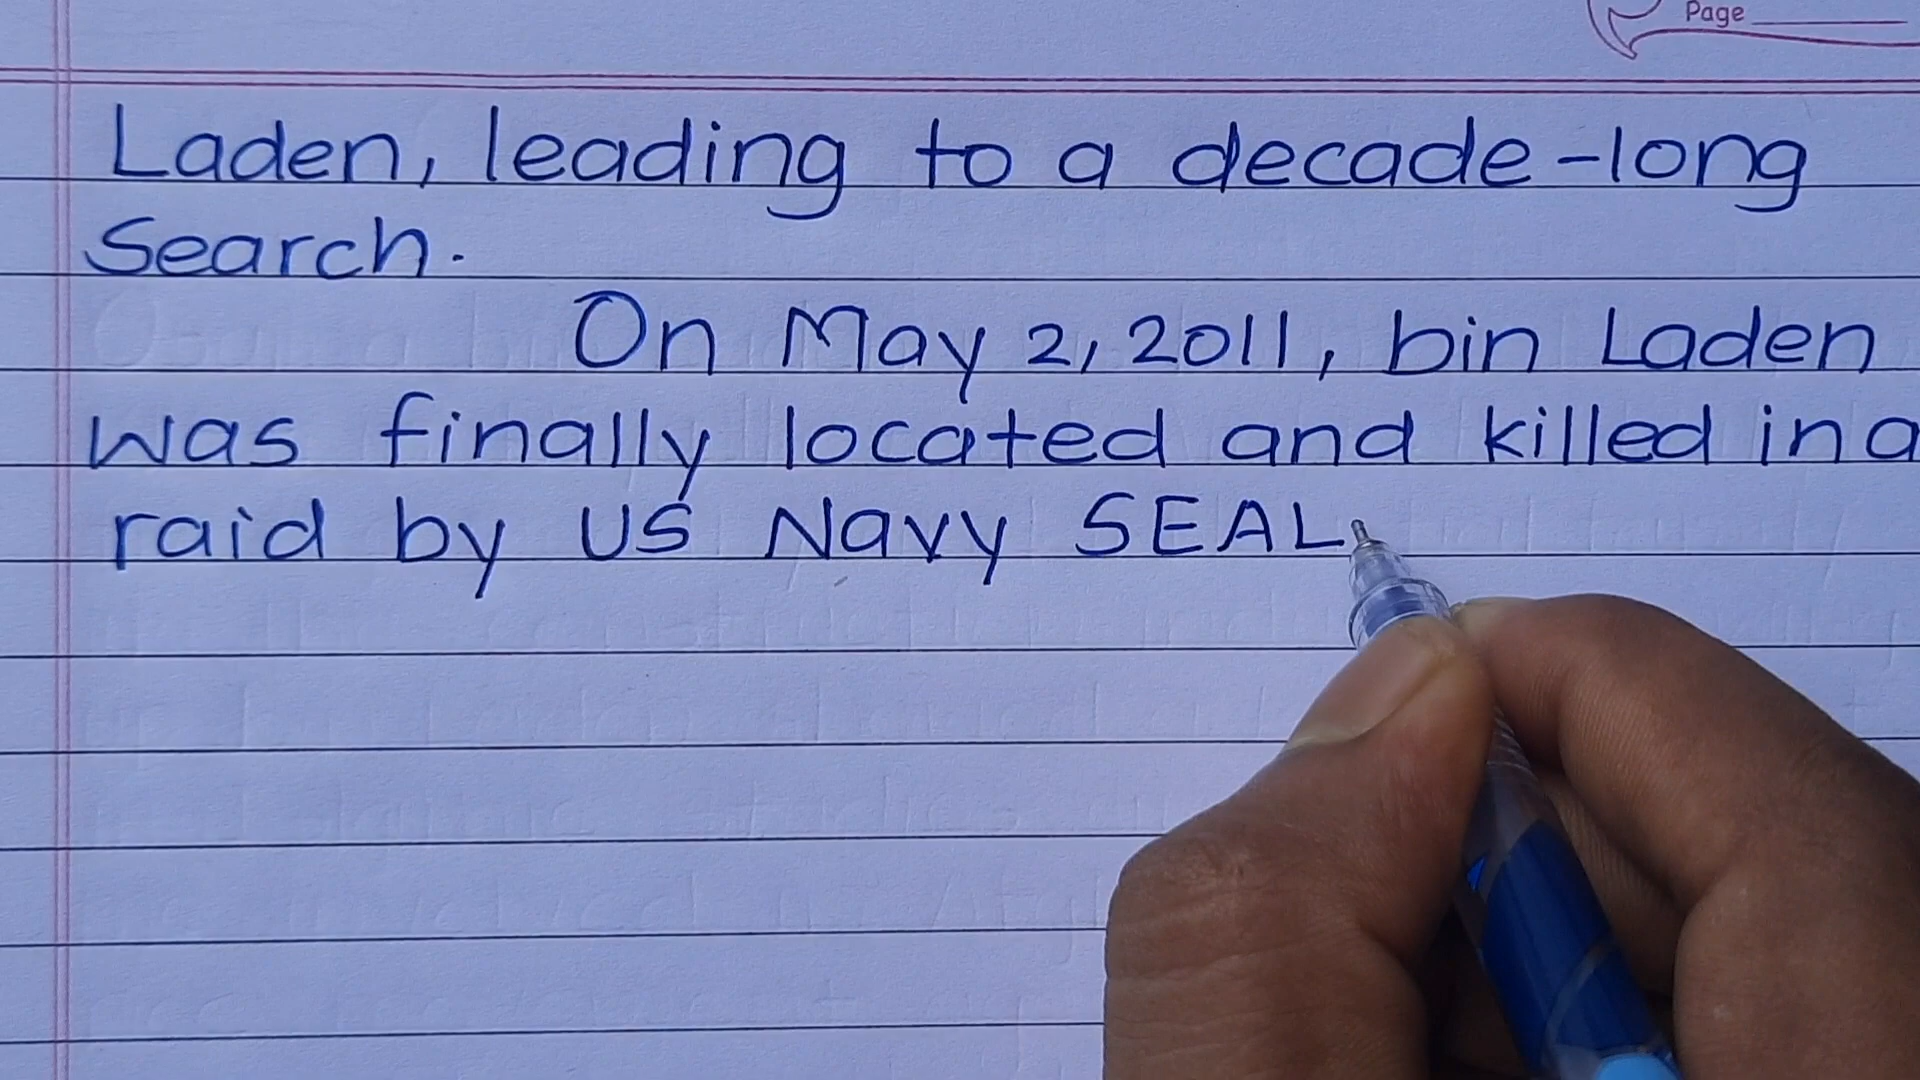 Page
Laden, leading to a decade-long
Search.
On May 2, 2011, bin Laden
was finally located and killed in a
raid by US Navy SEAL